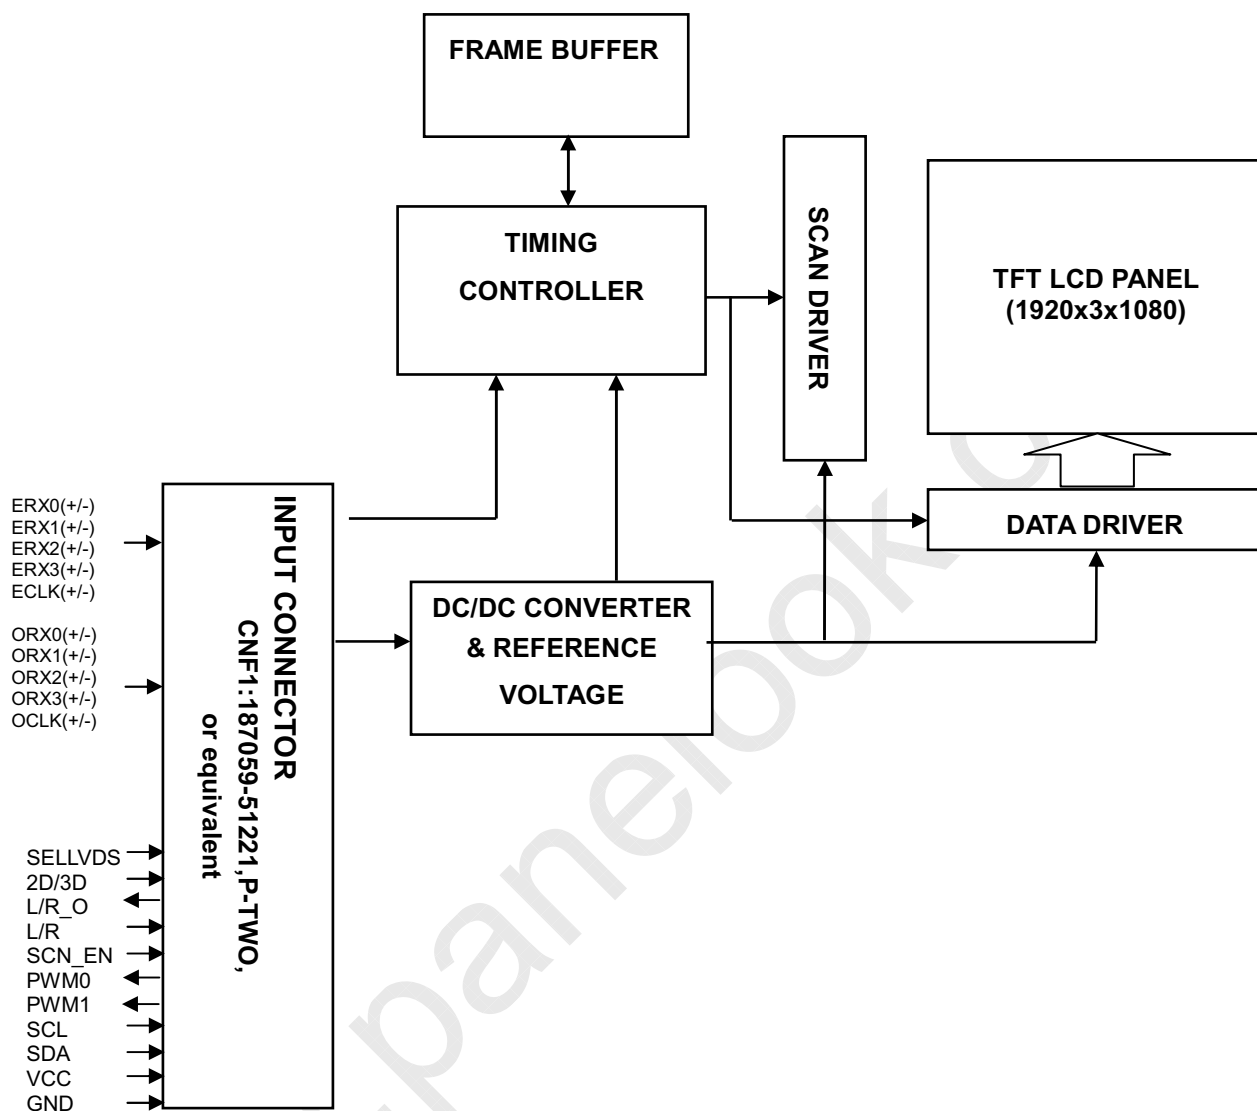 FRAME BUFFER
TIMING
CONTROLLER
SCAN DRIVER
TFT LCD PANEL
(1920x3x1080)
DATA DRIVER
ERX0(+/-)
ERX1(+/-)
ERX2(+/-)
ERX3(+/-)
ECLK(+/-)
ORX0(+/-)
ORX1(+/-)
ORX2(+/-)
ORX3(+/-)
OCLK(+/-)
INPUT CONNECTOR
CNF1:187059-51221,P-TWO,
or equivalent
DC/DC CONVERTER
& REFERENCE
VOLTAGE
SELLVDS
2D/3D
L/R_O
L/R
SCN_EN
PWM0
PWM1
SCL
SDA
VCC
GND
panelook.c